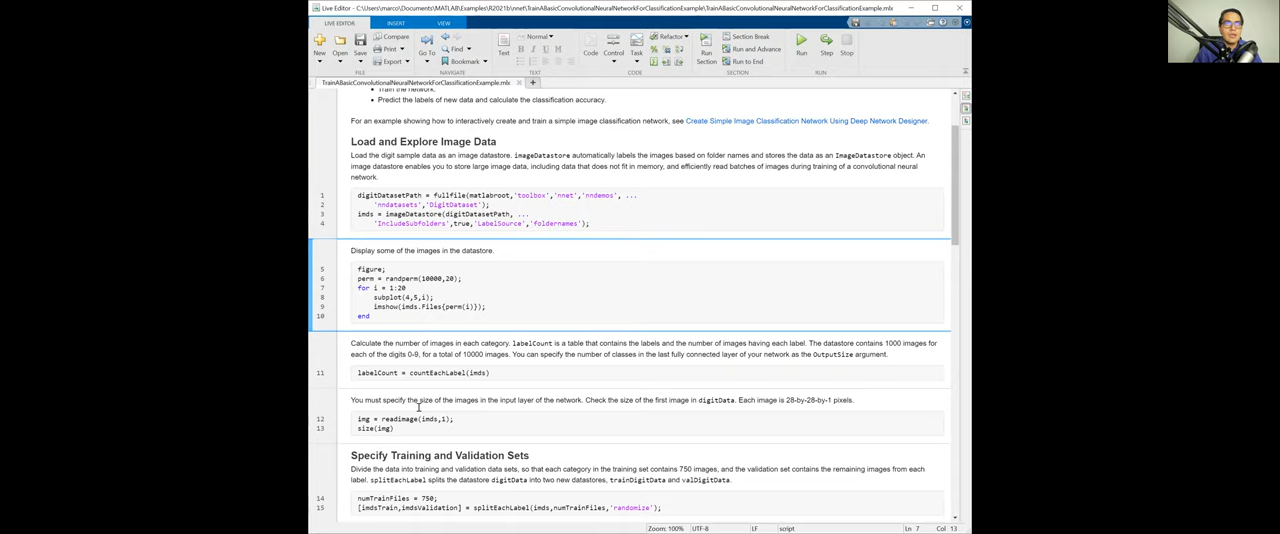 Live Editor - C:\Users\marco\Documents\MATLAB\Examples\R2021b\nnet\TrainABasicConvolutionalNeuralNetworkForClassificationExample\TrainABasicConvolutionalNeuralNetworkForClassificationExample.mlx
LIVE EDITOR INSERT VIEW
New Open Save Compare Print Export
Go To Find Bookmark
Text Normal B I U M
Code Control Task Refactor
Run Section Section Break Run and Advance Run to End
Run Step Stop
FILE NAVIGATE TEXT CODE SECTION RUN
TrainABasicConvolutionalNeuralNetworkForClassificationExample.mlx
Train the network.
Predict the labels of new data and calculate the classification accuracy.
For an example showing how to interactively create and train a simple image classification network, see Create Simple Image Classification Network Using Deep Network Designer.
Load and Explore Image Data
Load the digit sample data as an image datastore. imageDatastore automatically labels the images based on folder names and stores the data as an ImageDatastore object. An
image datastore enables you to store large image data, including data that does not fit in memory, and efficiently read batches of images during training of a convolutional neural
network.
1 digitDatasetPath = fullfile(matlabroot,'toolbox','nnet','nndemos', ...
2 'nndatasets','DigitDataset');
3 imds = imageDatastore(digitDatasetPath, ...
4 'IncludeSubfolders',true,'LabelSource','foldernames');
Display some of the images in the datastore.
5 figure;
6 perm = randperm(10000,20);
7 for i = 1:20
8 subplot(4,5,i);
9 imshow(imds.Files{perm(i)});
10 end
Calculate the number of images in each category. labelCount is a table that contains the labels and the number of images having each label. The datastore contains 1000 images for
each of the digits 0-9, for a total of 10000 images. You can specify the number of classes in the last fully connected layer of your network as the OutputSize argument.
11 labelCount = countEachLabel(imds)
You must specify the size of the images in the input layer of the network. Check the size of the first image in digitData. Each image is 28-by-28-by-1 pixels.
12 img = readimage(imds,1);
13 size(img)
Specify Training and Validation Sets
Divide the data into training and validation data sets, so that each category in the training set contains 750 images, and the validation set contains the remaining images from each
label. splitEachLabel splits the datastore digitData into two new datastores, trainDigitData and valDigitData.
14 numTrainFiles = 750;
15 [imdsTrain,imdsValidation] = splitEachLabel(imds,numTrainFiles,'randomize');
Zoom: 100% UTF-8 LF script Ln 7 Col 13